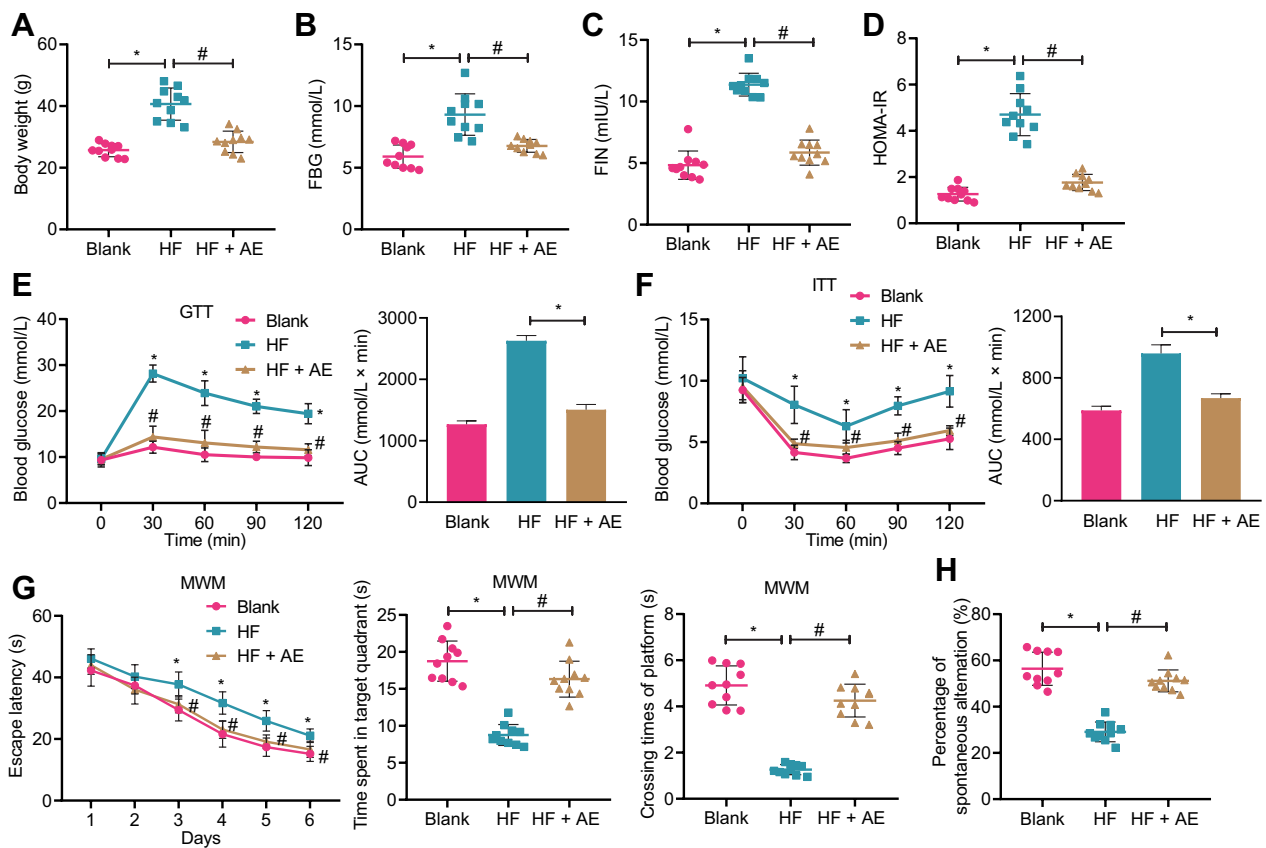 A
Body weight (g)
60
40
20
0
*
#
Blank
HF
HF + AE
B
FBG (mmol/L)
15
10
5
0
*
#
Blank
HF
HF + AE
C
FIN (mIU/L)
15
10
5
0
*
#
Blank
HF
HF + AE
D
HOMA-IR
8
6
4
2
0
*
#
Blank
HF
HF + AE
E
GTT
Blank
HF
HF + AE
Blood glucose (mmol/L)
40
30
20
10
0
*
*
*
*
#
#
#
#
0
30
60
90
120
Time (min)
AUC (mmol/L × min)
3000
2000
1000
0
*
Blank
HF
HF + AE
F
ITT
Blank
HF
HF + AE
Blood glucose (mmol/L)
15
10
5
0
*
*
*
*
#
#
#
#
0
30
60
90
120
Time (min)
AUC (mmol/L × min)
1200
800
400
0
*
Blank
HF
HF + AE
G
MWM
Blank
HF
HF + AE
Escape latency (s)
60
40
20
0
*
*
*
*
#
#
#
#
1
2
3
4
5
6
Days
MWM
Time spent in target quadrant (s)
25
20
15
10
5
0
*
#
Blank
HF
HF + AE
MWM
Crossing times of platform (s)
8
6
4
2
0
*
#
Blank
HF
HF + AE
H
Percentage of
spontaneous alternation (%)
80
60
40
20
0
*
#
Blank
HF
HF + AE